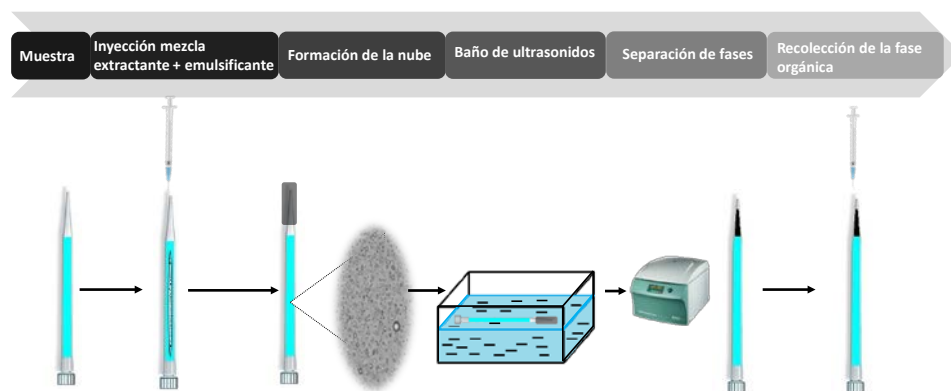 Muestra
Inyección mezcla
extractante + emulsificante
Formación de la nube
Baño de ultrasonidos
Separación de fases
Recolección de la fase
orgánica